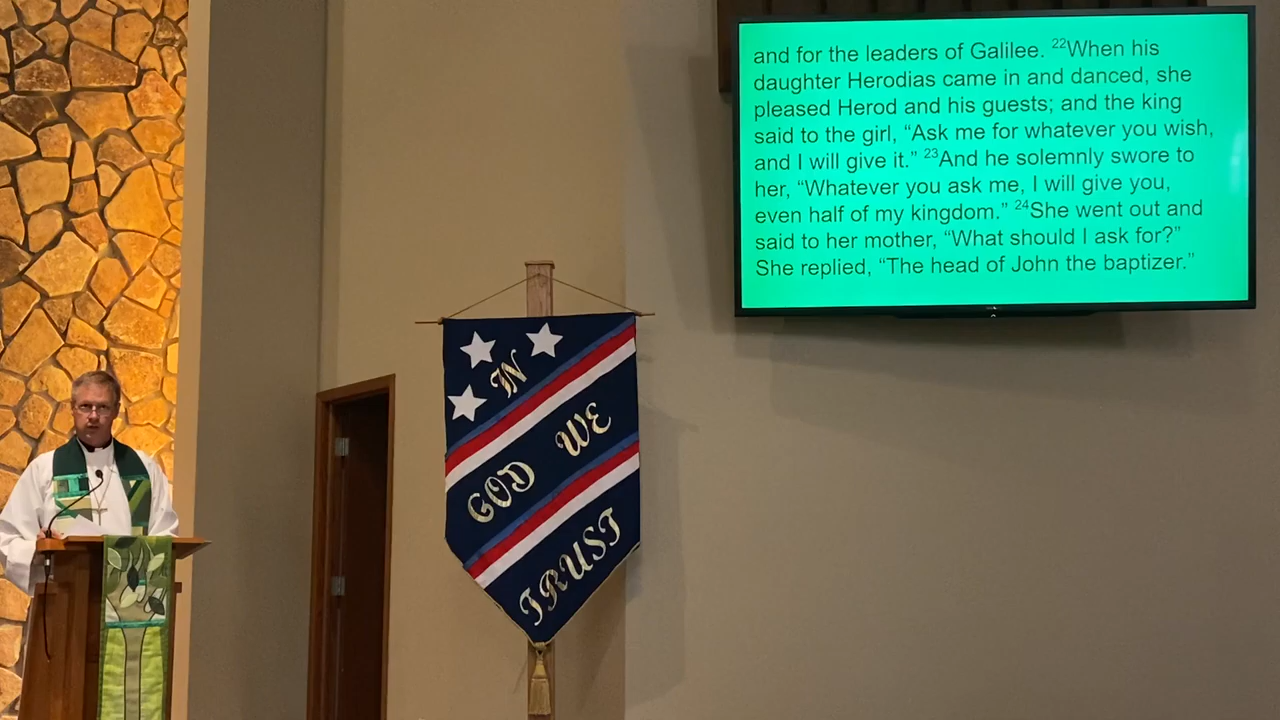 and for the leaders of Galilee. ²²When his
daughter Herodias came in and danced, she
pleased Herod and his guests; and the king
said to the girl, “Ask me for whatever you wish,
and I will give it.” ²³And he solemnly swore to
her, “Whatever you ask me, I will give you,
even half of my kingdom.” ²⁴She went out and
said to her mother, “What should I ask for?”
She replied, “The head of John the baptizer.”
IN
GOD WE
TRUST